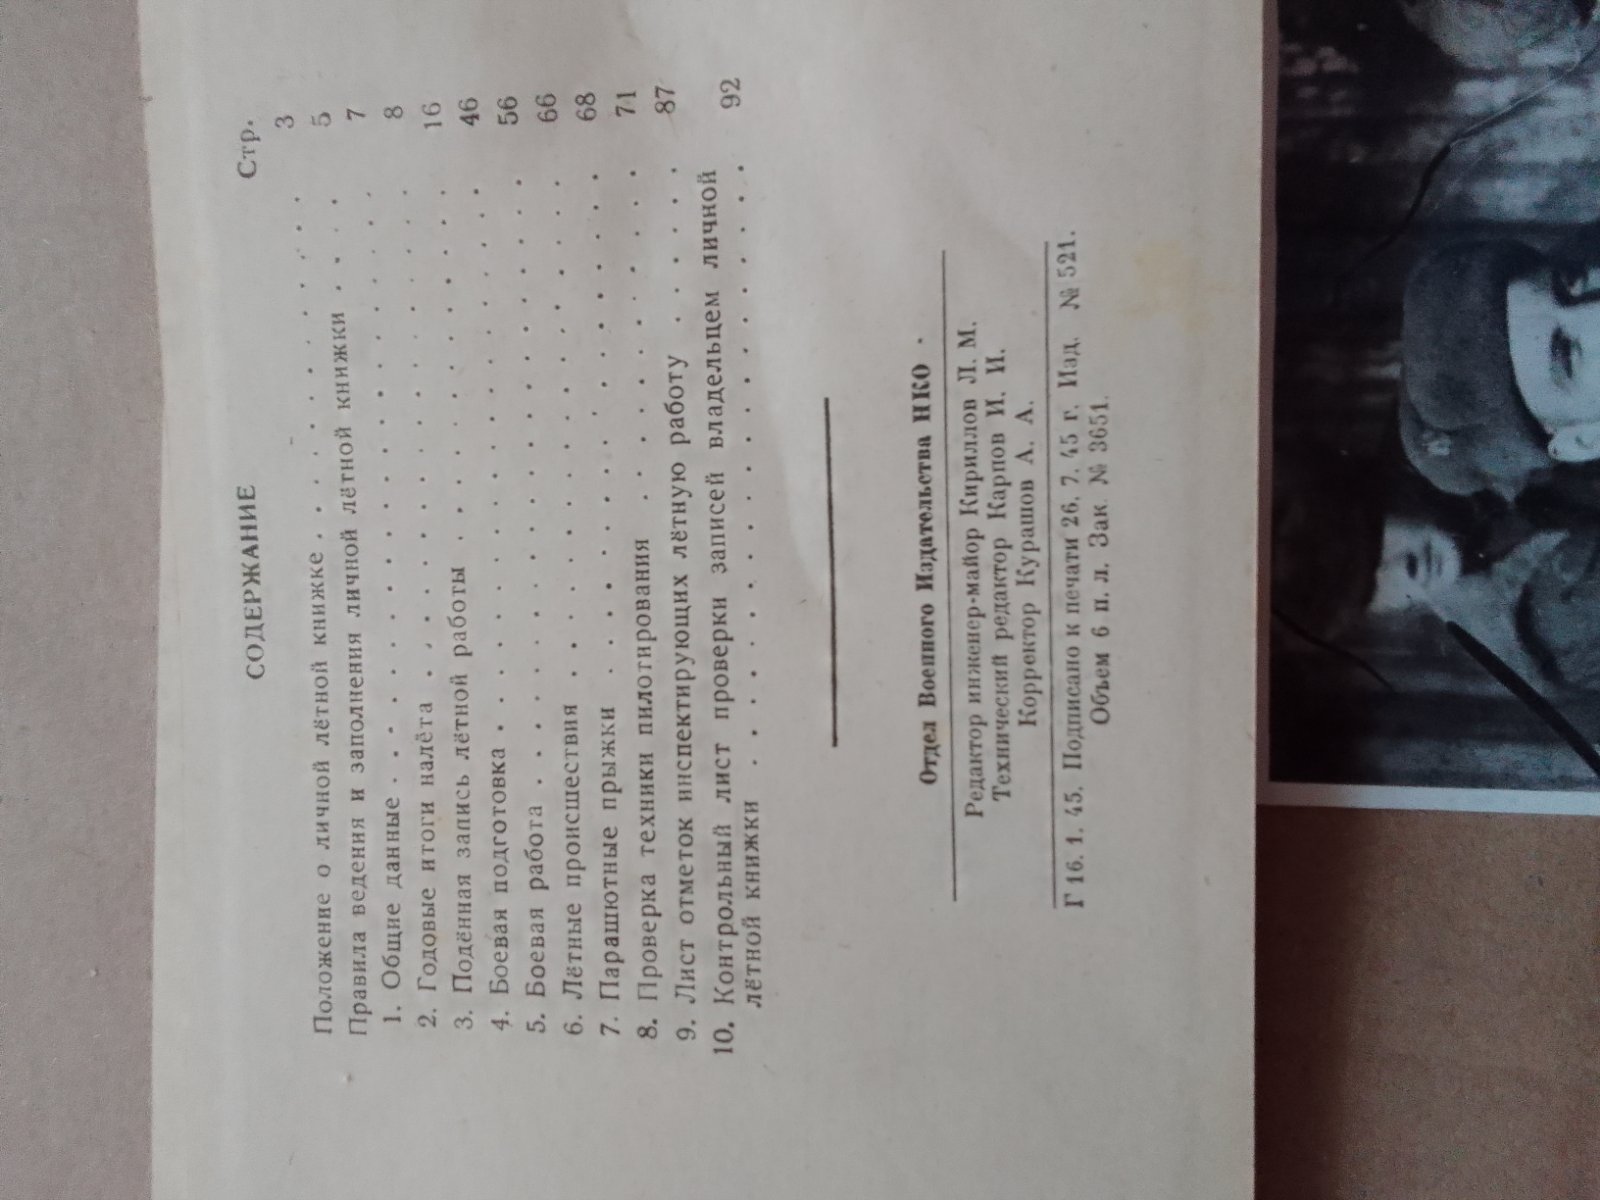 СОДЕРЖАНИЕ
Стр.
Положение о личной лётной книжке . . . . . . . . . . 3
Правила ведения и заполнения личной лётной книжки . . . . 5
1. Общие данные . . . . . . . . . . . . . . . . . 7
2. Годовые итоги налёта . . . . . . . . . . . . . . 8
3. Подённая запись лётной работы . . . . . . . . . . 16
4. Боевая подготовка . . . . . . . . . . . . . . . 46
5. Боевая работа . . . . . . . . . . . . . . . . . 56
6. Лётные происшествия . . . . . . . . . . . . . . 66
7. Парашютные прыжки . . . . . . . . . . . . . . . 68
8. Проверка техники пилотирования . . . . . . . . . . 71
9. Лист отметок инспектирующих лётную работу . . . . . 87
10. Контрольный лист проверки записей владельцем личной
лётной книжки . . . . . . . . . . . . . . . . . 92
Отдел Военного Издательства НКО
Редактор инженер-майор Кириллов Л. М.
Технический редактор Карпов И. И.
Корректор Курашов А. А.
Г 16. 1. 45. Подписано к печати 26. 7. 45 г. Изд. № 521.
Объем 6 п. л. Зак. № 3651.